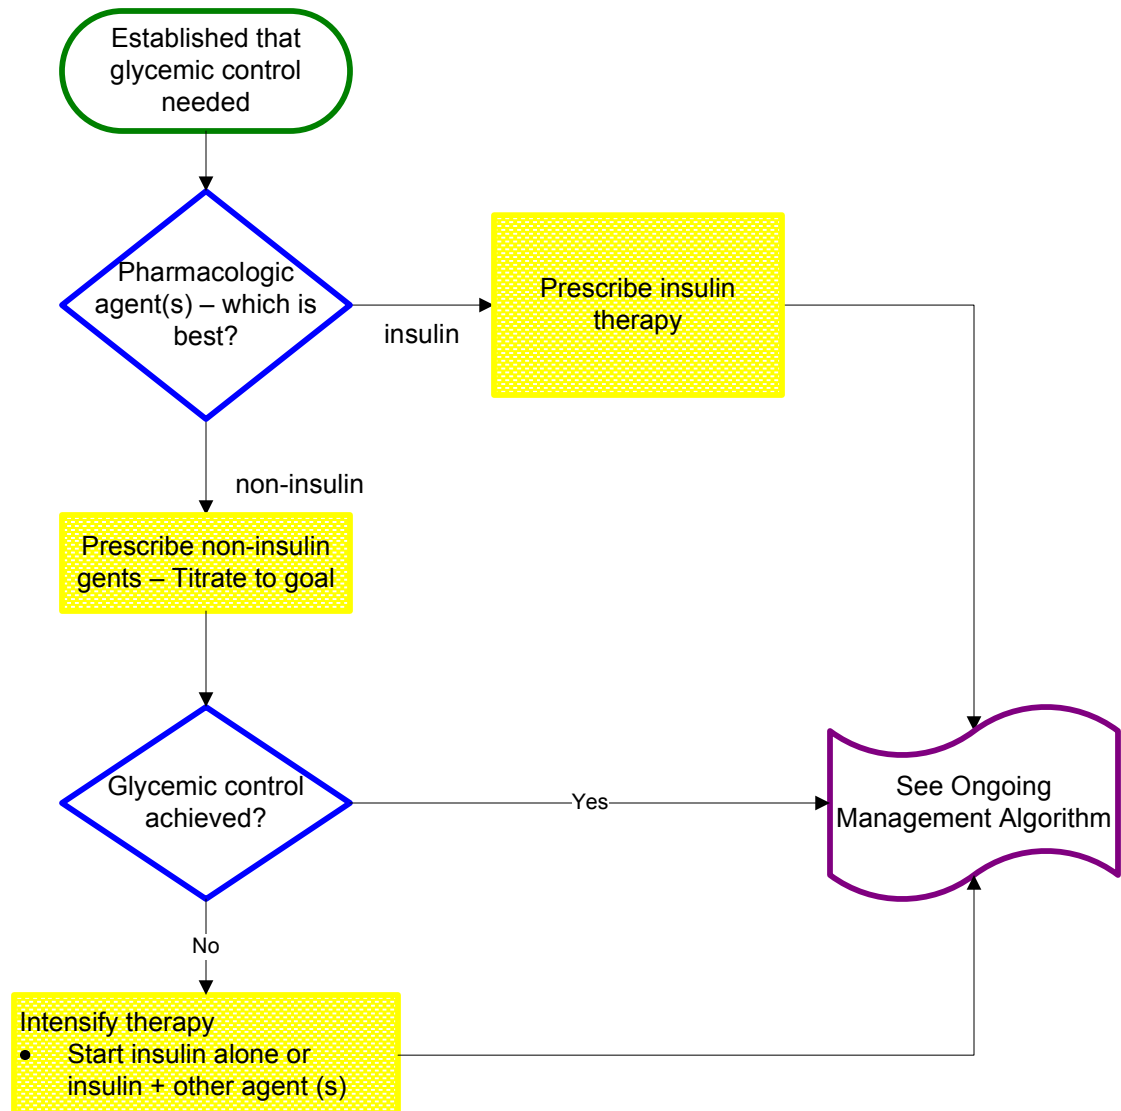 Established that
glycemic control
needed
Pharmacologic
agent(s) – which is
best?
insulin
Prescribe insulin
therapy
non-insulin
Prescribe non-insulin
gents – Titrate to goal
Glycemic control
achieved?
Yes
See Ongoing
Management Algorithm
No
Intensify therapy
• Start insulin alone or
insulin + other agent (s)